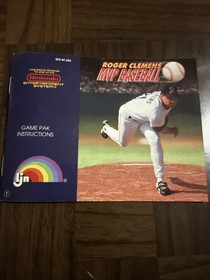 ROGER CLEMENS
MVP BASEBALL
Nintendo
ENTERTAINMENT
SYSTEM
ljn
GAME PAK
INSTRUCTIONS